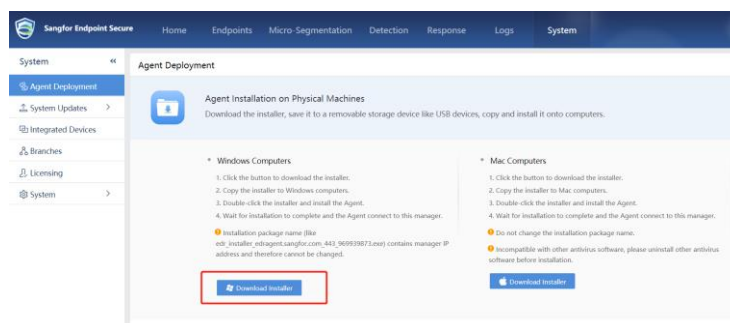 Sangfor Endpoint Secure
Home Endpoints Micro-Segmentation Detection Response Logs System
System «
Agent Deployment
System Updates >
Integrated Devices
Branches
Licensing
System >
Agent Deployment
Agent Installation on Physical Machines
Download the installer, save it to a removable storage device like USB devices, copy and install it onto computers.
* Windows Computers
1. Click the button to download the installer.
2. Copy the installer to Windows computers.
3. Double-click the installer and install the Agent.
4. Wait for installation to complete and the Agent connect to this manager.
Installation package name (like
edr_installer_edragent.sangfor.com_443_969939873.exe) contains manager IP
address and therefore cannot be changed.
Download Installer
* Mac Computers
1. Click the button to download the installer.
2. Copy the installer to Mac computers.
3. Double-click the installer and install the Agent.
4. Wait for installation to complete and the Agent connect to this manager.
Do not change the installation package name.
Incompatible with other antivirus software, please uninstall other antivirus
software before installation.
Download Installer